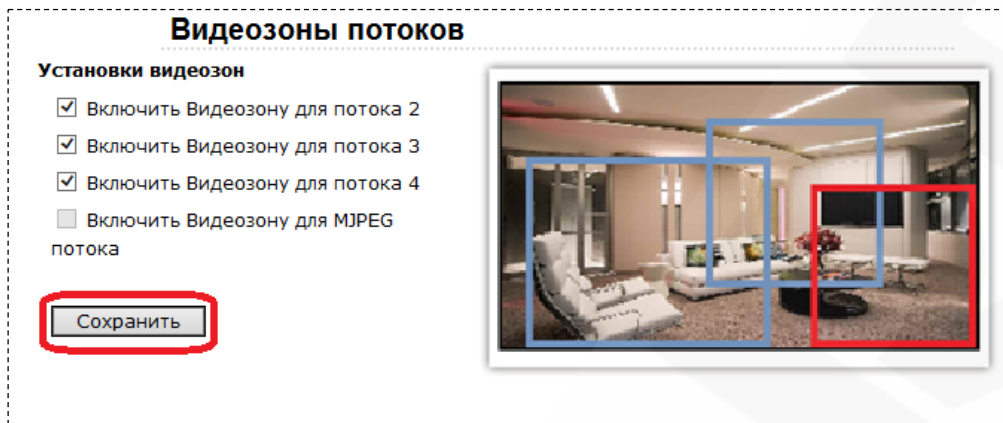 Видеозоны потоков
Установки видеозон
Включить Видеозону для потока 2
Включить Видеозону для потока 3
Включить Видеозону для потока 4
Включить Видеозону для MJPEG
потока
Сохранить